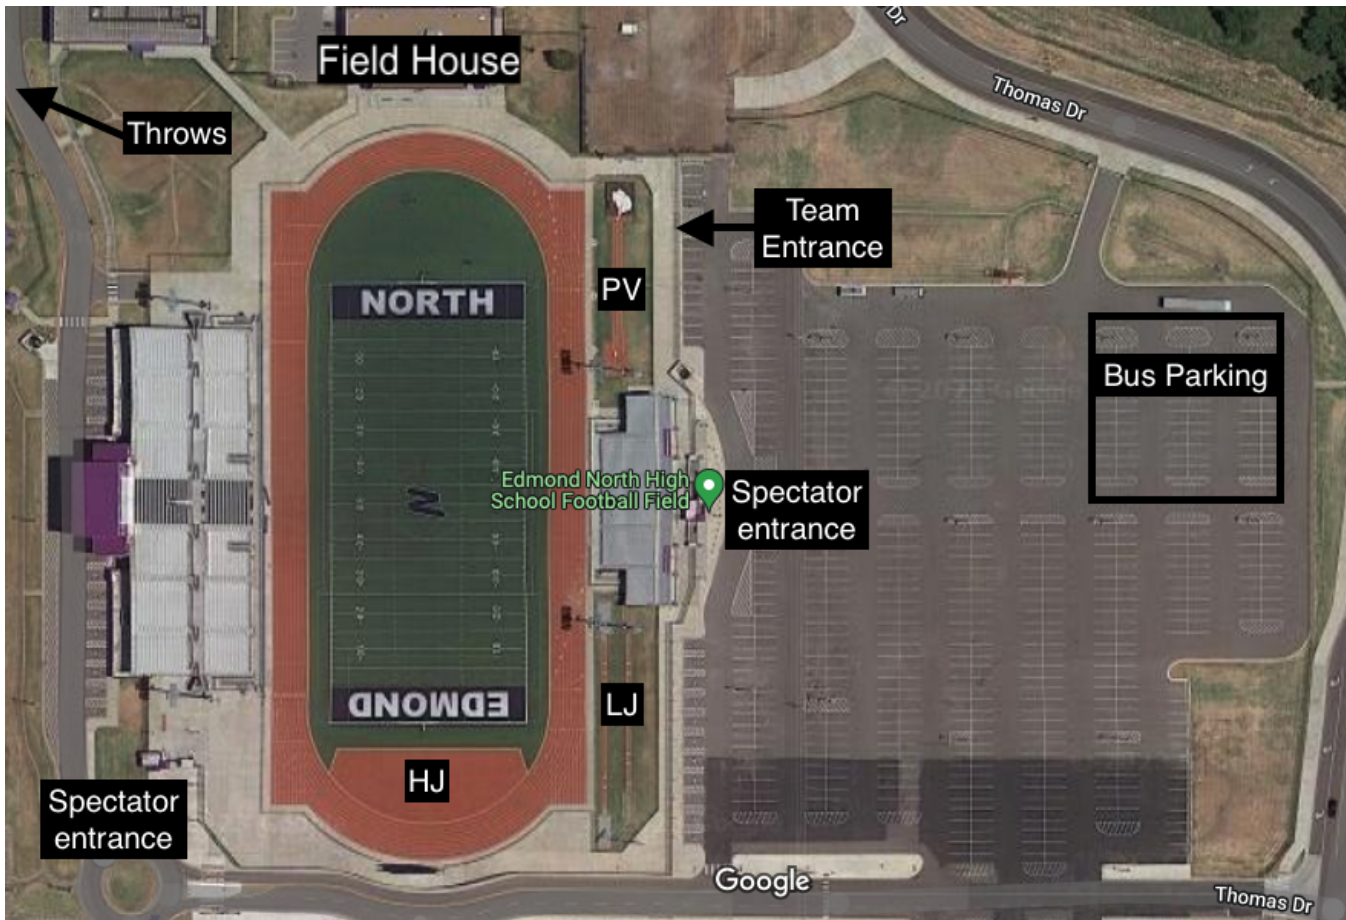 Dr
Field House
Thomas Dr
Throws
Team
Entrance
NORTH
PV
Bus Parking
Edmond North High
School Football Field
Spectator
entrance
N
EDMOND
LJ
HJ
Spectator
entrance
Google
Thomas Dr